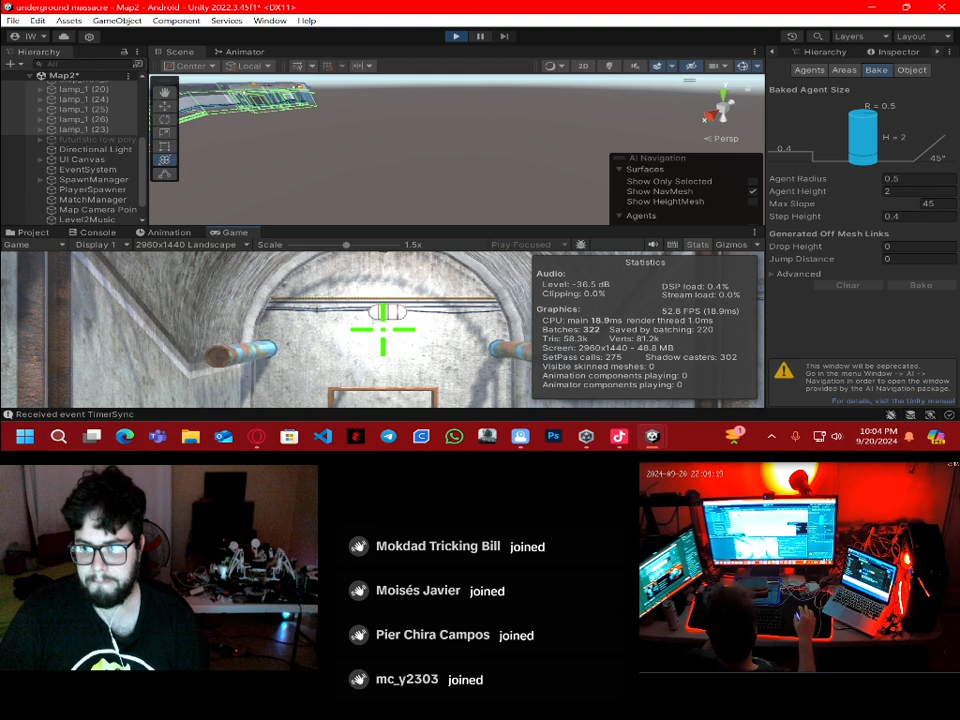 underground massacre - Map2 - Android - Unity 2022.3.45f1* <DX11>
File Edit Assets GameObject Component Services Window Help
IW
Layers Layout
Hierarchy
All
Map2*
lamp_1 (20)
lamp_1 (24)
lamp_1 (25)
lamp_1 (26)
lamp_1 (23)
futuristic low poly
Directional Light
UI Canvas
EventSystem
SpawnManager
PlayerSpawner
MatchManager
Map Camera Poin
Level2Music
Scene Animator
Center Local 2D
Persp
AI Navigation
Surfaces
Show Only Selected
Show NavMesh
Show HeightMesh
Agents
Hierarchy Inspector
Agents Areas Bake Object
Baked Agent Size
R = 0.5
H = 2
0.4
45°
Agent Radius 0.5
Agent Height 2
Max Slope 45
Step Height 0.4
Generated Off Mesh Links
Drop Height 0
Jump Distance 0
Advanced
Clear Bake
This window will be deprecated.
Go in the menu Window -> AI ->
Navigation in order to open the window
provided by the AI Navigation package.
For details, visit the Unity manual
Project Console Animation Game
Game Display 1 2960x1440 Landscape Scale 1.5x Play Focused Stats Gizmos
Statistics
Audio:
Level: -36.5 dB DSP load: 0.4%
Clipping: 0.0% Stream load: 0.0%
Graphics: 52.8 FPS (18.9ms)
CPU: main 18.9ms render thread 1.0ms
Batches: 322 Saved by batching: 220
Tris: 58.3k Verts: 81.2k
Screen: 2960x1440 - 48.8 MB
SetPass calls: 275 Shadow casters: 302
Visible skinned meshes: 0
Animation components playing: 0
Animator components playing: 0
Received event TimerSync
Ps
1
10:04 PM
9/20/2024
2024-09-20 22:04:19
Mokdad Tricking Bill joined
Moisés Javier joined
Pier Chira Campos joined
mc_y2303 joined